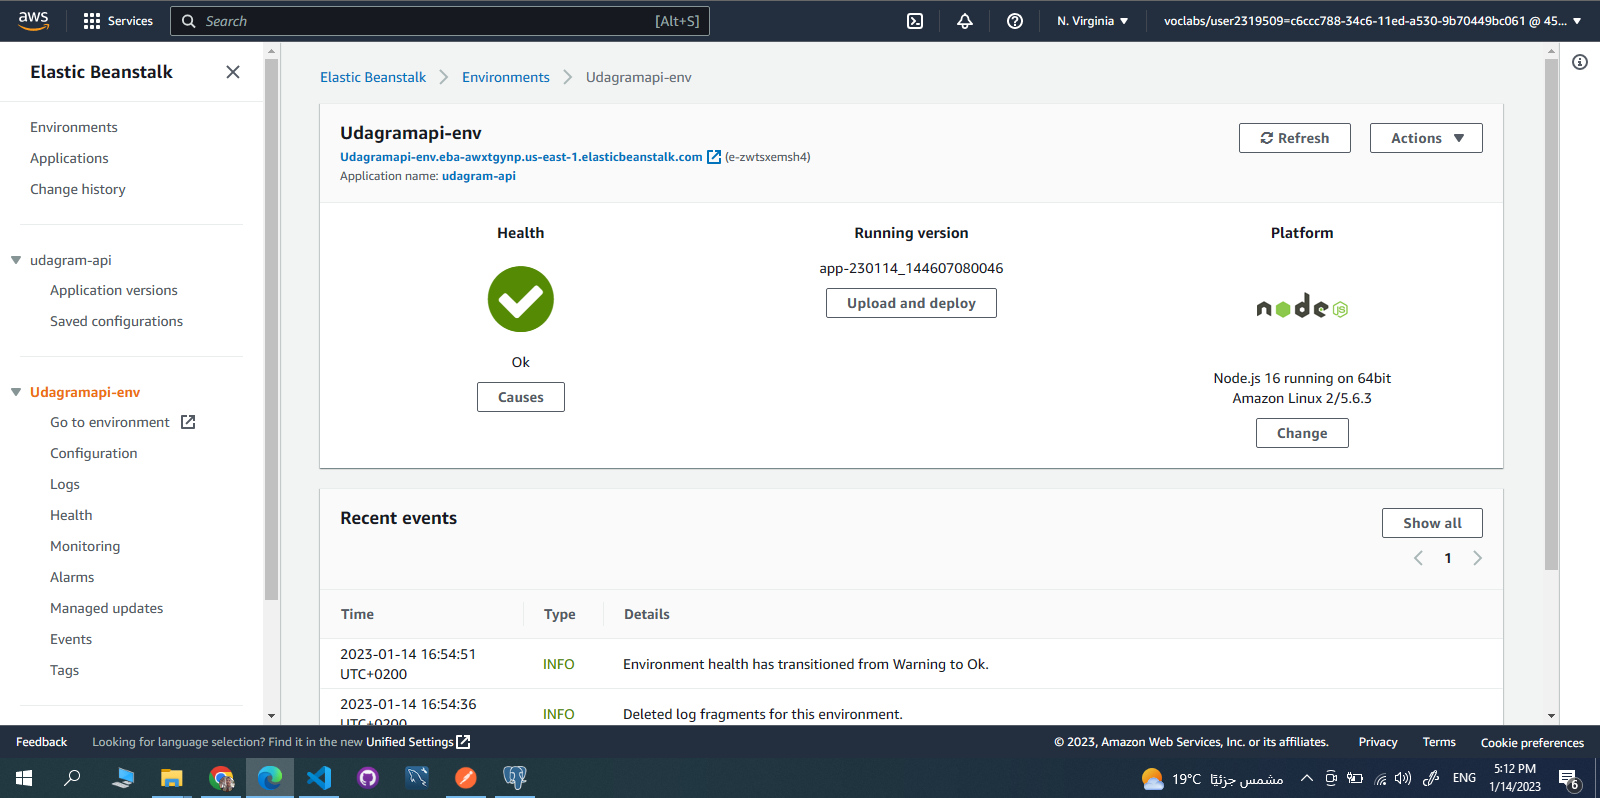 aws
Services
Search
[Alt+S]
N. Virginia
voclabs/user2319509=c6ccc788-34c6-11ed-a530-9b70449bc061 @ 45...
Elastic Beanstalk
Environments
Applications
Change history
udagram-api
Application versions
Saved configurations
Udagramapi-env
Go to environment
Configuration
Logs
Health
Monitoring
Alarms
Managed updates
Events
Tags
Elastic Beanstalk
Environments
Udagramapi-env
Udagramapi-env
Udagramapi-env.eba-awxtgynp.us-east-1.elasticbeanstalk.com (e-zwtsxemsh4)
Application name: udagram-api
Refresh
Actions
Health
Ok
Causes
Running version
app-230114_144607080046
Upload and deploy
Platform
node JS
Node.js 16 running on 64bit
Amazon Linux 2/5.6.3
Change
Recent events
Show all
1
Time
Type
Details
2023-01-14 16:54:51
UTC+0200
INFO
Environment health has transitioned from Warning to Ok.
2023-01-14 16:54:36
UTC+0200
INFO
Deleted log fragments for this environment.
Feedback
Looking for language selection? Find it in the new Unified Settings
© 2023, Amazon Web Services, Inc. or its affiliates.
Privacy
Terms
Cookie preferences
19°C مشمس جزئيًا
ENG
5:12 PM
1/14/2023
6